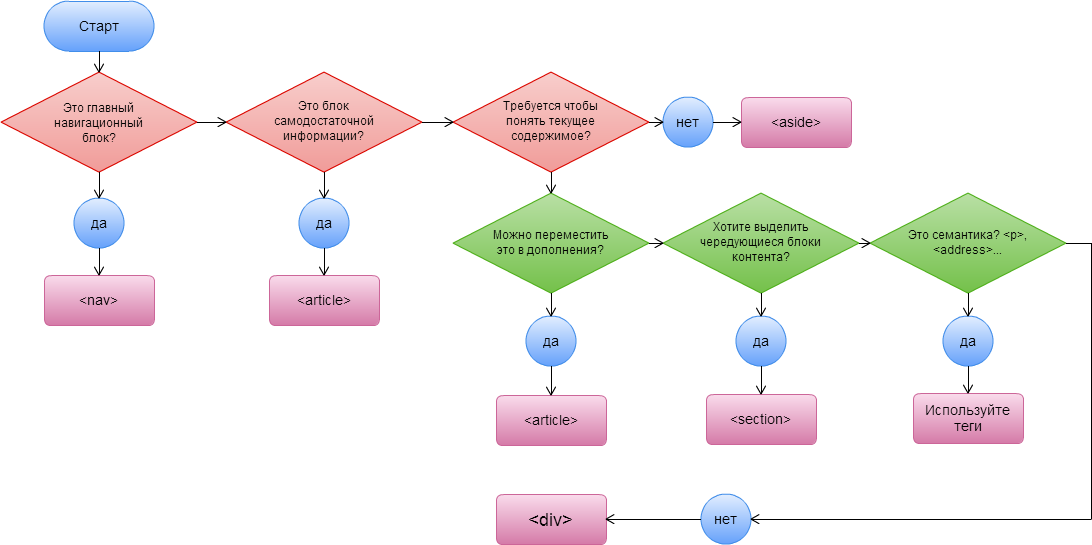 Старт
Это главный
навигационный
блок?
Это блок
самодостаточной
информации?
Требуется чтобы
понять текущее
содержимое?
нет
<aside>
да
да
<nav>
<article>
Можно переместить
это в дополнения?
Хотите выделить
чередующиеся блоки
контента?
Это семантика? <p>,
<address>...
да
да
да
<article>
<section>
Используйте
теги
<div>
нет